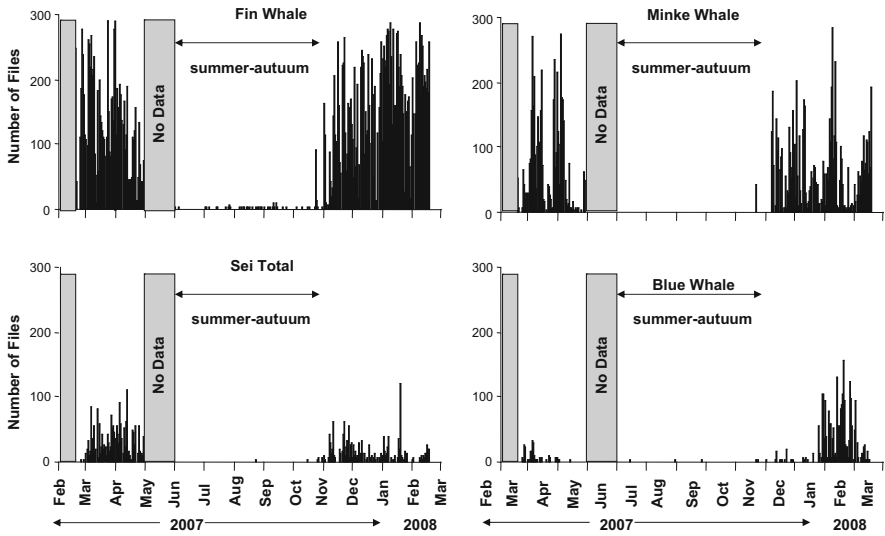 Fin Whale
summer-autuum
No Data
Number of Files
300
200
100
0
Minke Whale
summer-autuum
No Data
300
200
100
0
Sei Total
summer-autuum
No Data
Number of Files
300
200
100
0
Feb Mar Apr May Jun Jul Aug Sep Oct Nov Dec Jan Feb Mar
2007 2008
Blue Whale
summer-autuum
No Data
300
200
100
0
Feb Mar Apr May Jun Jul Aug Sep Oct Nov Dec Jan Feb Mar
2007 2008